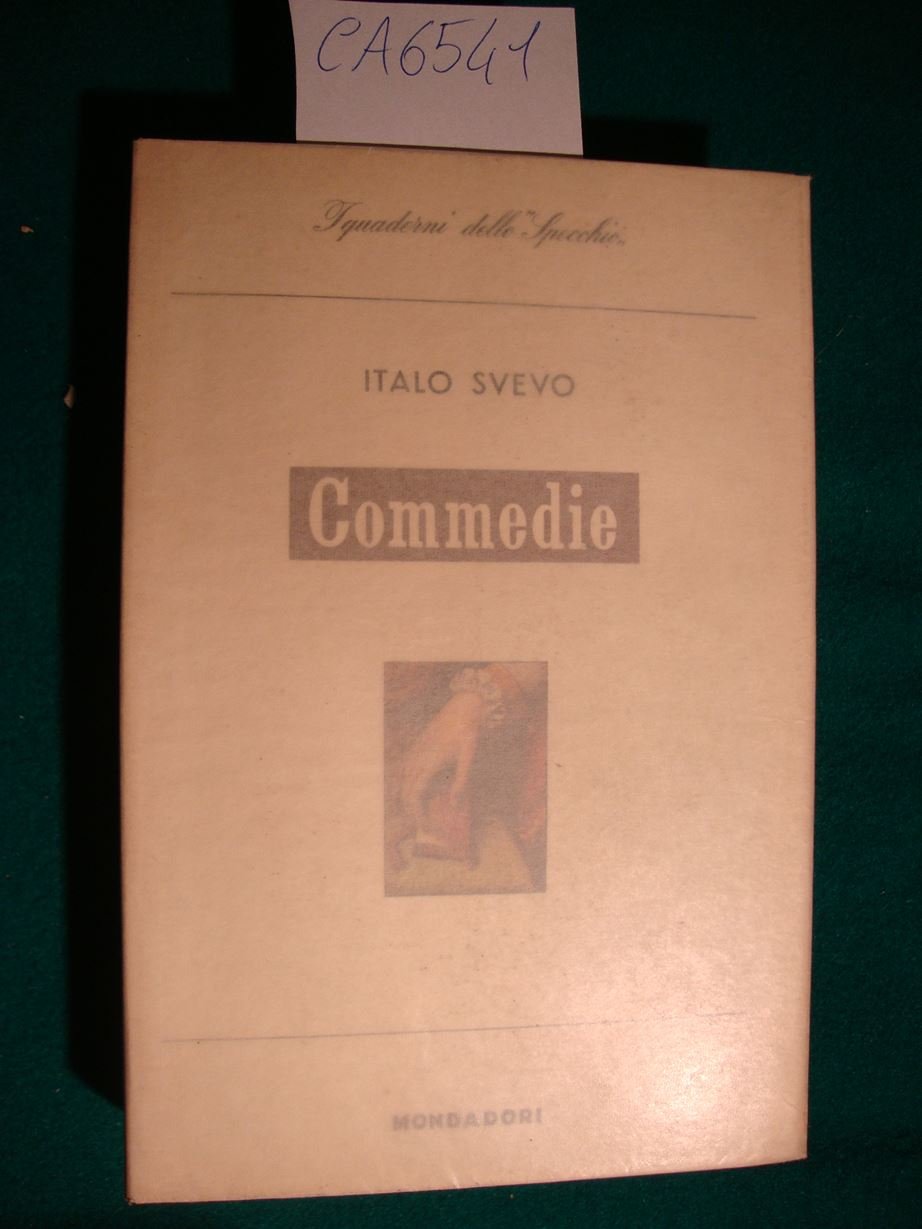 CA6541
I quaderni dello "Specchio"
ITALO SVEVO
Commedie
MONDADORI